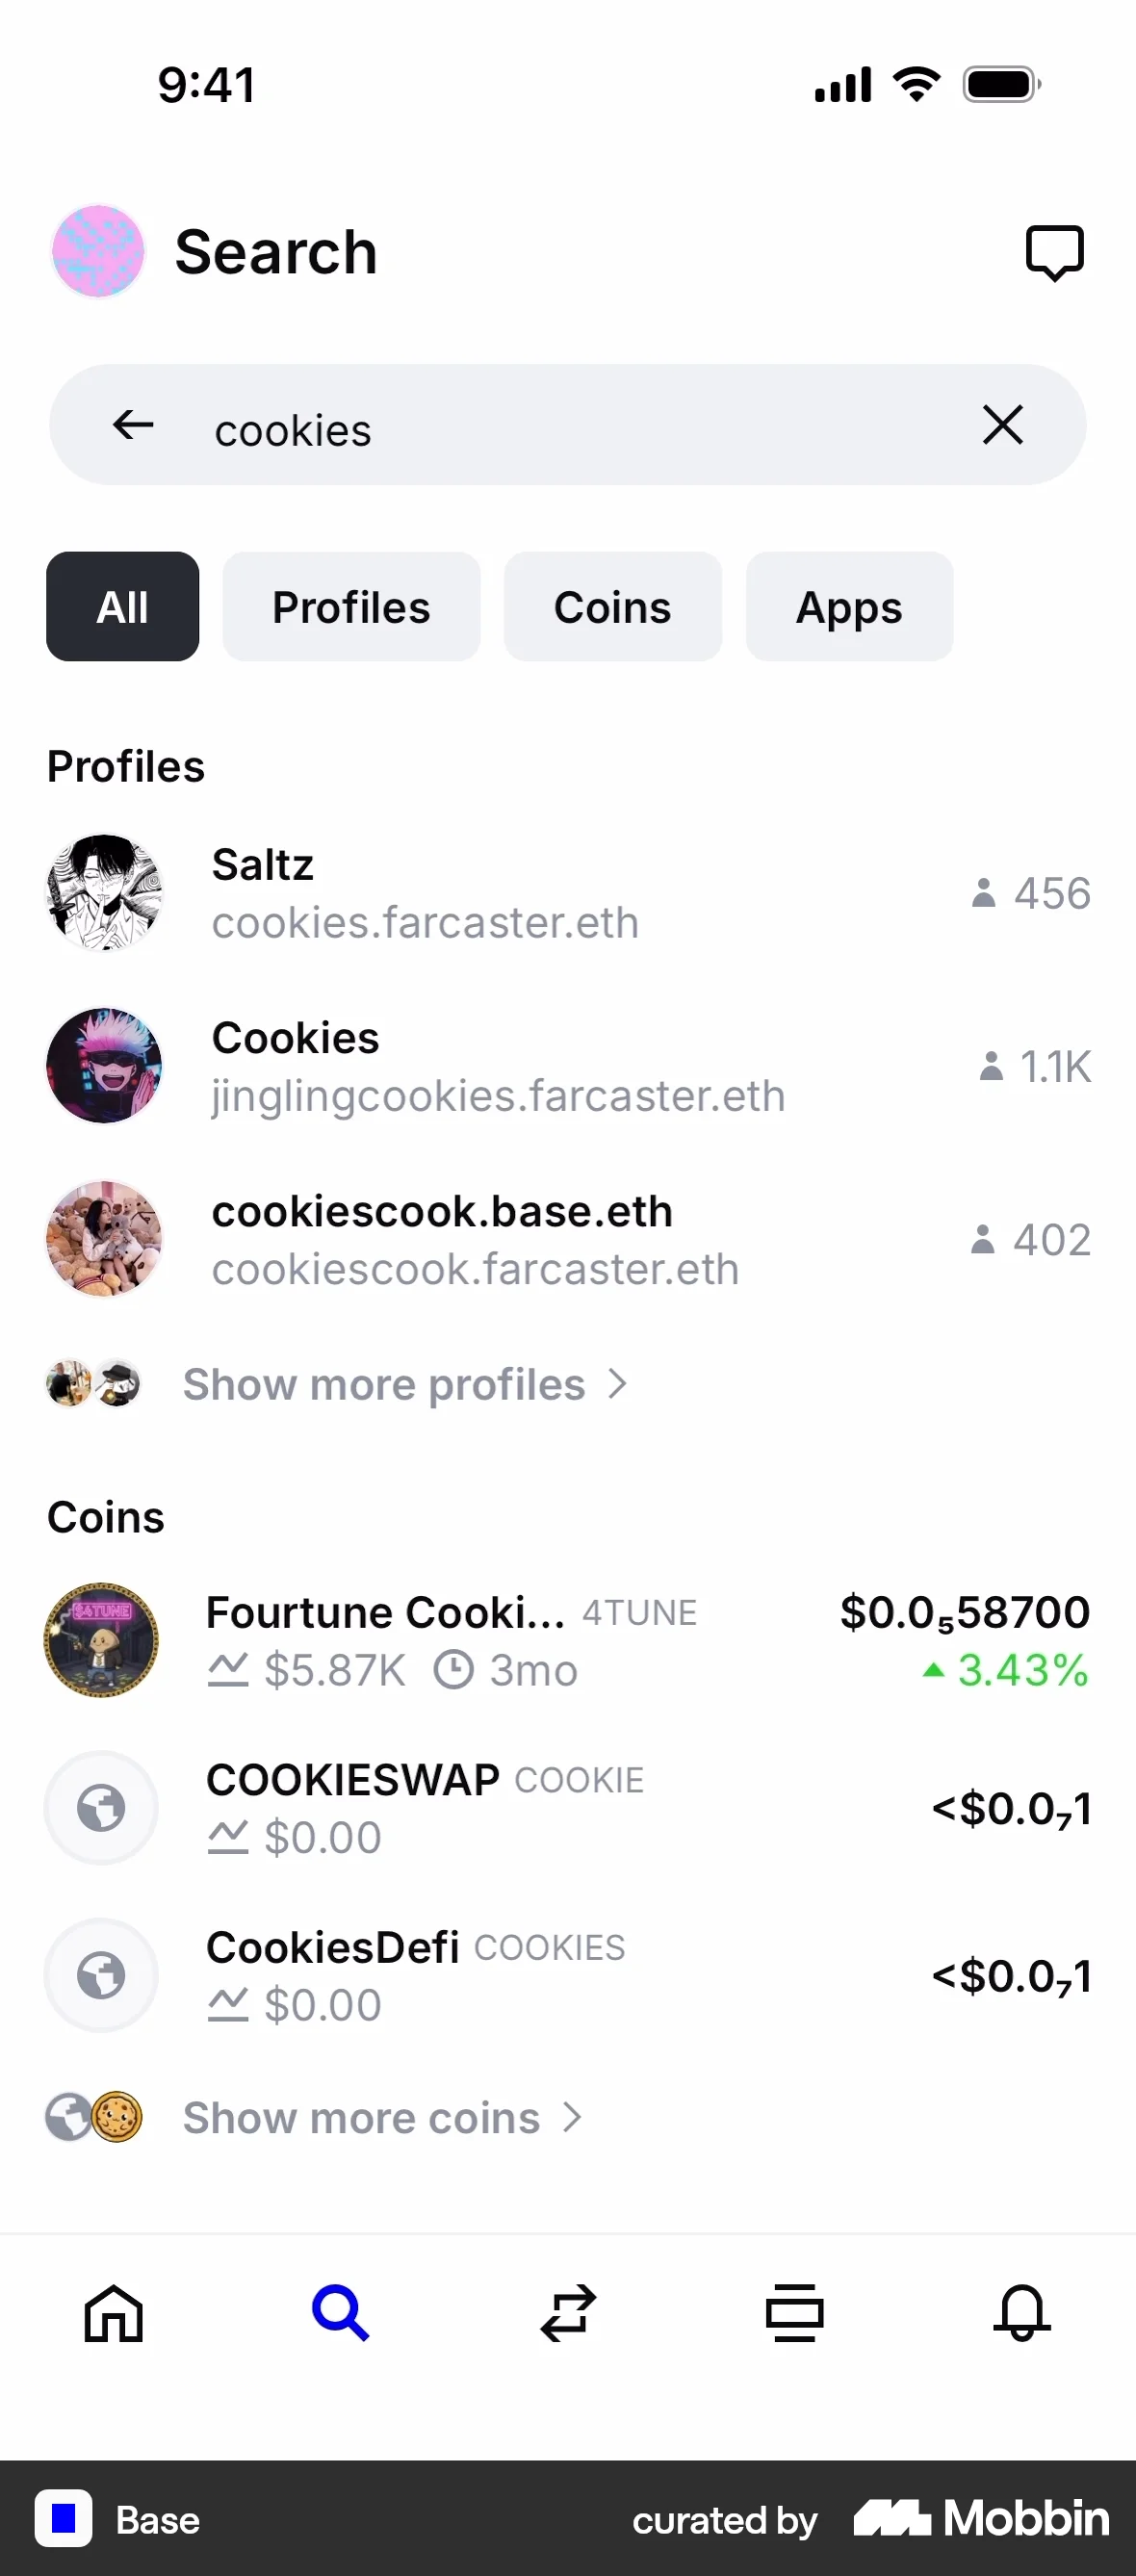 9:41
Search
cookies
All Profiles Coins Apps
Profiles
Saltz
cookies.farcaster.eth
456
Cookies
jinglingcookies.farcaster.eth
1.1K
cookiescook.base.eth
cookiescook.farcaster.eth
402
Show more profiles
Coins
$4TUNE
Fourtune Cooki... 4TUNE $0.0₅58700
$5.87K 3mo 3.43%
COOKIESWAP COOKIE
$0.00
<$0.0₇1
CookiesDefi COOKIES
$0.00
<$0.0₇1
Show more coins
Base curated by Mobbin